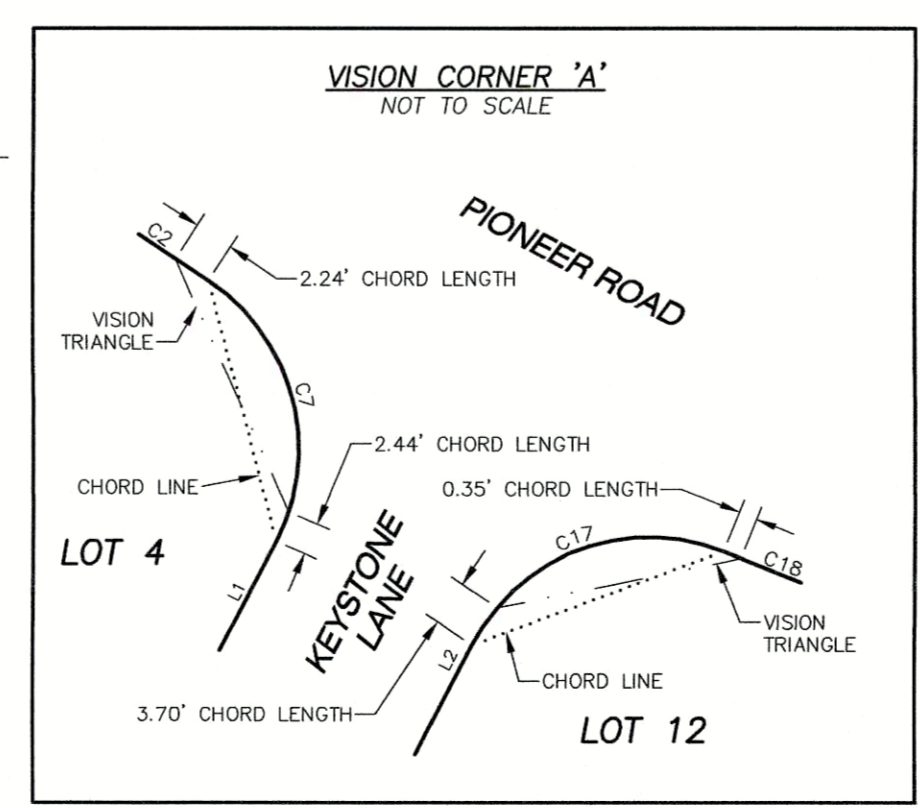 VISION CORNER 'A'
NOT TO SCALE
PIONEER ROAD
C2
2.24' CHORD LENGTH
VISION
TRIANGLE
C7
2.44' CHORD LENGTH
CHORD LINE
0.35' CHORD LENGTH
LOT 4
C17
C18
KEYSTONE
LANE
L1
L2
VISION
TRIANGLE
CHORD LINE
3.70' CHORD LENGTH
LOT 12